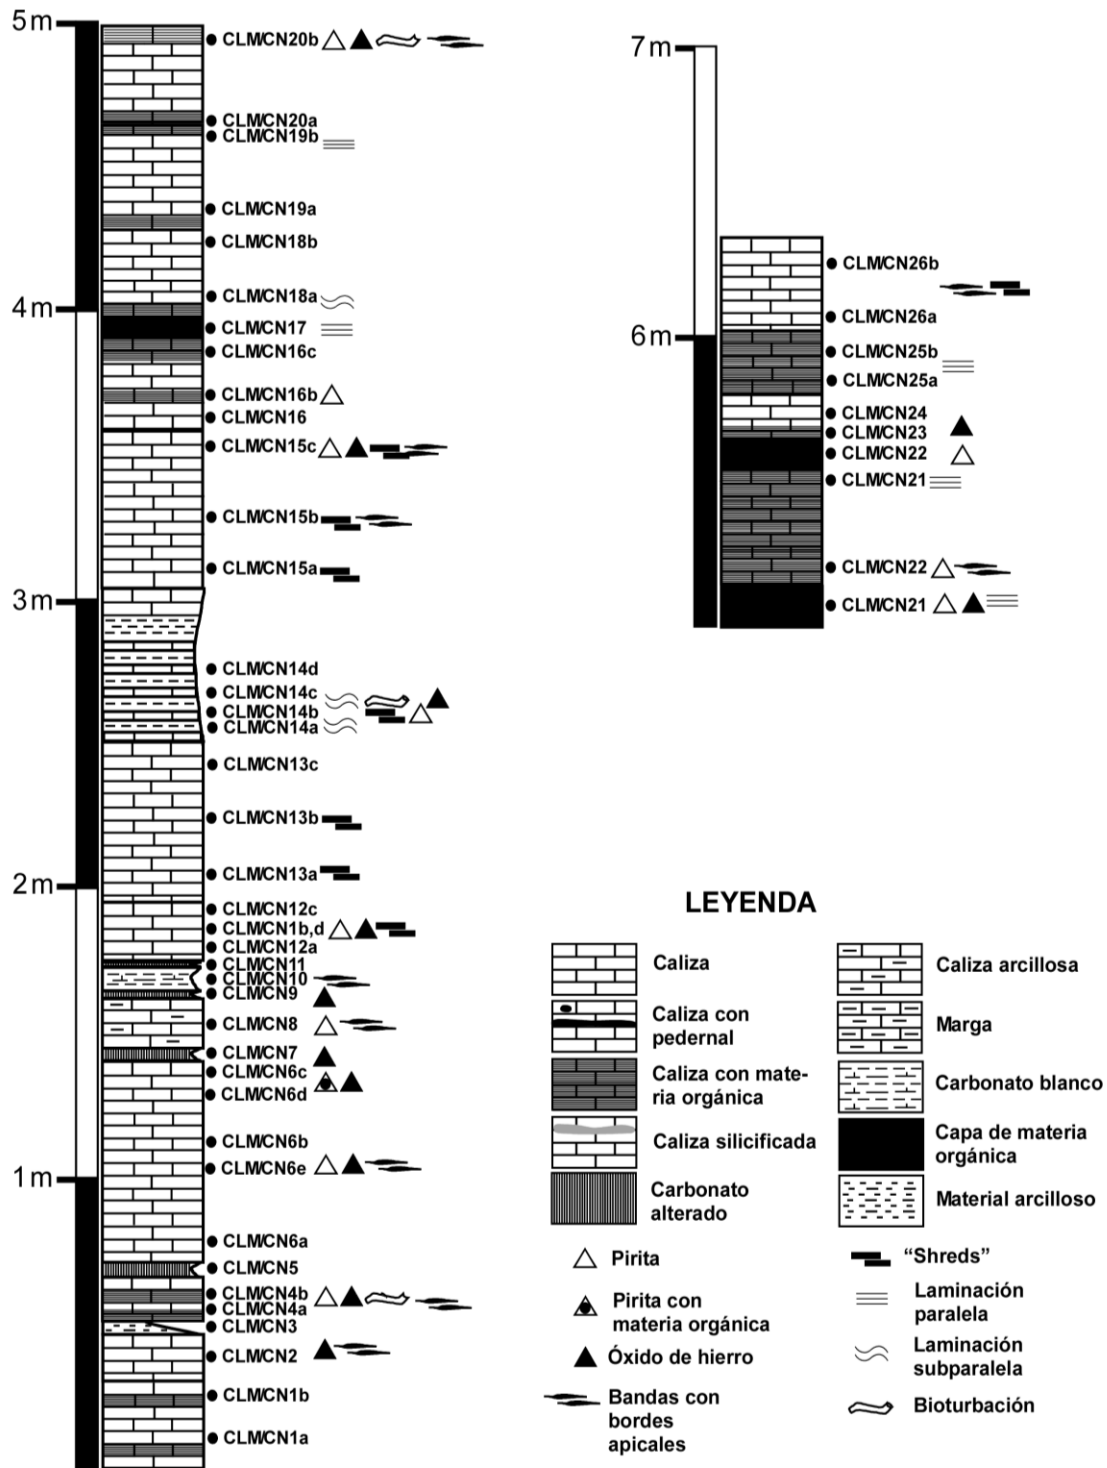 5m
CLM/CN20b
CLM/CN20a
CLM/CN19b
CLM/CN19a
CLM/CN18b
CLM/CN18a
4m
CLM/CN17
CLM/CN16c
CLM/CN16b
CLM/CN16
CLM/CN15c
CLM/CN15b
CLM/CN15a
3m
CLM/CN14d
CLM/CN14c
CLM/CN14b
CLM/CN14a
CLM/CN13c
CLM/CN13b
CLM/CN13a
2m
CLM/CN12c
CLM/CN1b,d
CLM/CN12a
CLM/CN11
CLM/CN10
CLM/CN9
CLM/CN8
CLM/CN7
CLM/CN6c
CLM/CN6d
CLM/CN6b
CLM/CN6e
1m
CLM/CN6a
CLM/CN5
CLM/CN4b
CLM/CN4a
CLM/CN3
CLM/CN2
CLM/CN1b
CLM/CN1a
7m
CLM/CN26b
CLM/CN26a
6m
CLM/CN25b
CLM/CN25a
CLM/CN24
CLM/CN23
CLM/CN22
CLM/CN21
CLM/CN22
CLM/CN21
LEYENDA
Caliza
Caliza con
pedernal
Caliza con mate-
ria orgánica
Caliza silicificada
Carbonato
alterado
Pirita
Pirita con
materia orgánica
Óxido de hierro
Bandas con
bordes
apicales
Caliza arcillosa
Marga
Carbonato blanco
Capa de materia
orgánica
Material arcilloso
“Shreds”
Laminación
paralela
Laminación
subparalela
Bioturbación